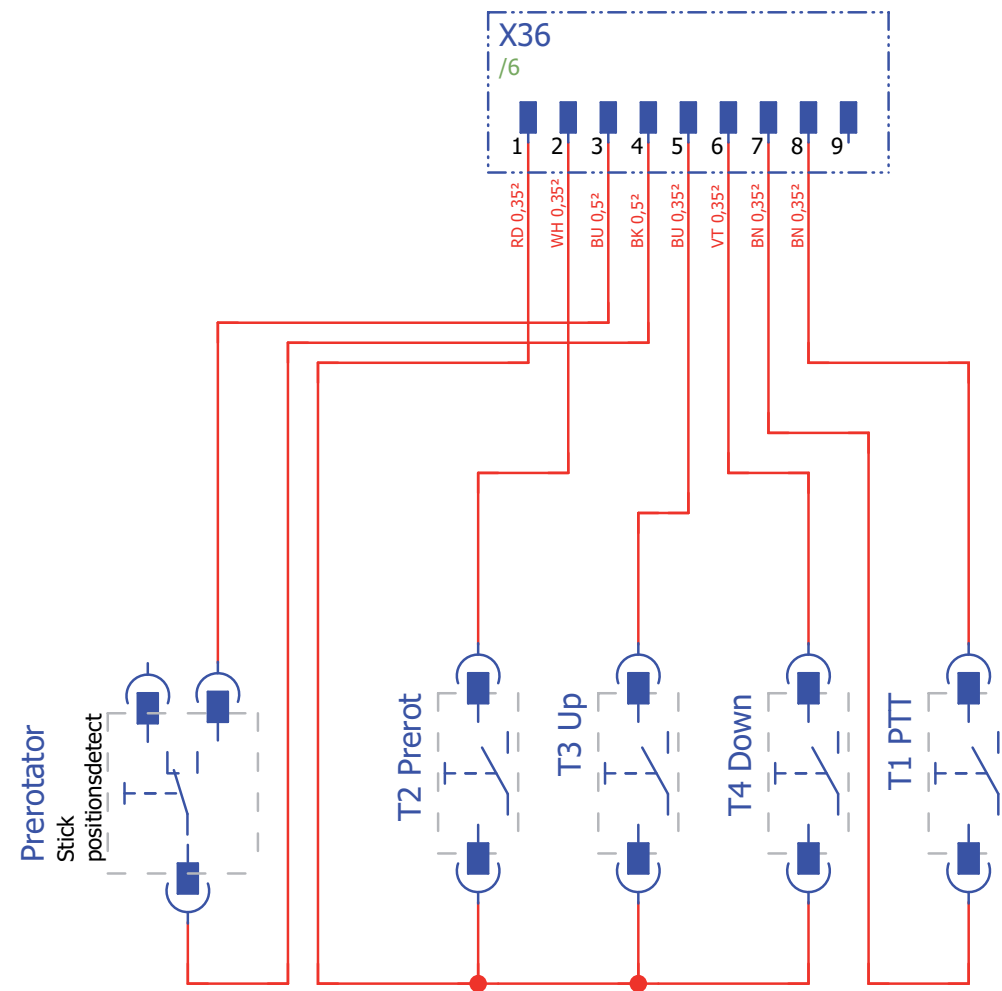 X36
/6
1 2 3 4 5 6 7 8 9
RD 0,35²
WH 0,35²
BU 0,5²
BK 0,5²
BU 0,35²
VT 0,35²
BN 0,35²
BN 0,35²
Prerotator
Stick
positionsdetect
T2 Prerot
T3 Up
T4 Down
T1 PTT